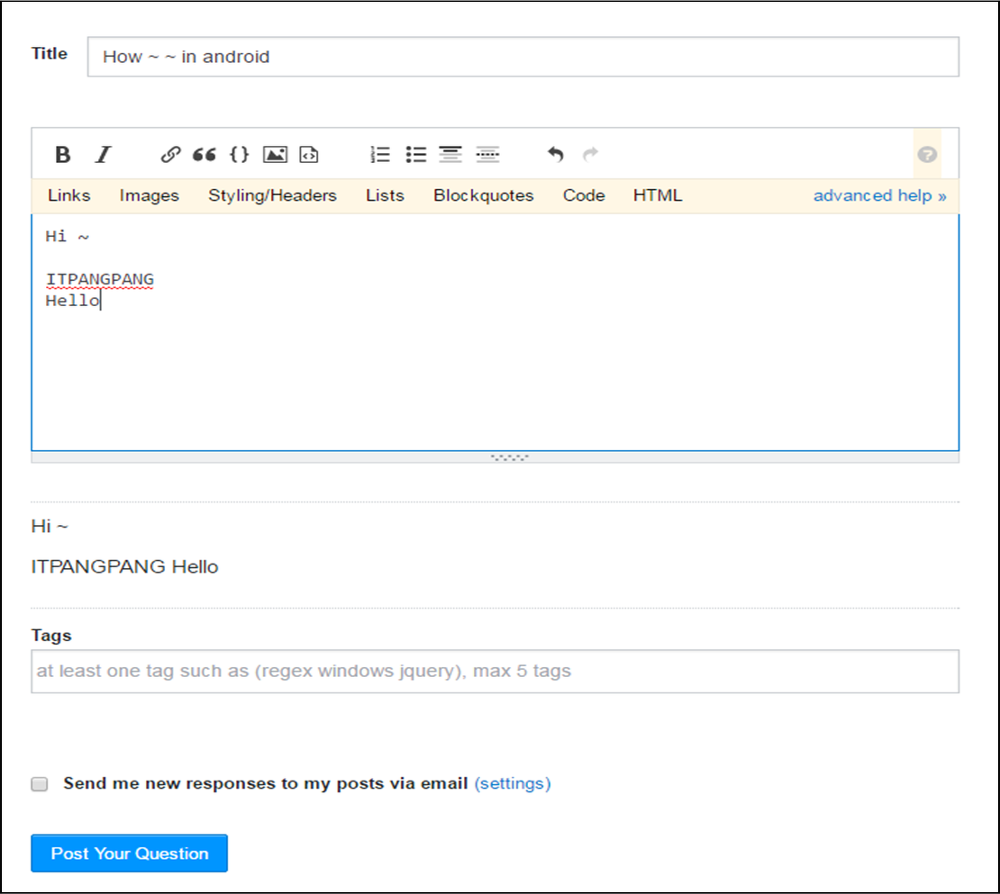 Title How ~ ~ in android
B I “ {} ?
Links Images Styling/Headers Lists Blockquotes Code HTML advanced help »
Hi ~
ITPANGPANG
Hello
Hi ~
ITPANGPANG Hello
Tags
at least one tag such as (regex windows jquery), max 5 tags
Send me new responses to my posts via email (settings)
Post Your Question